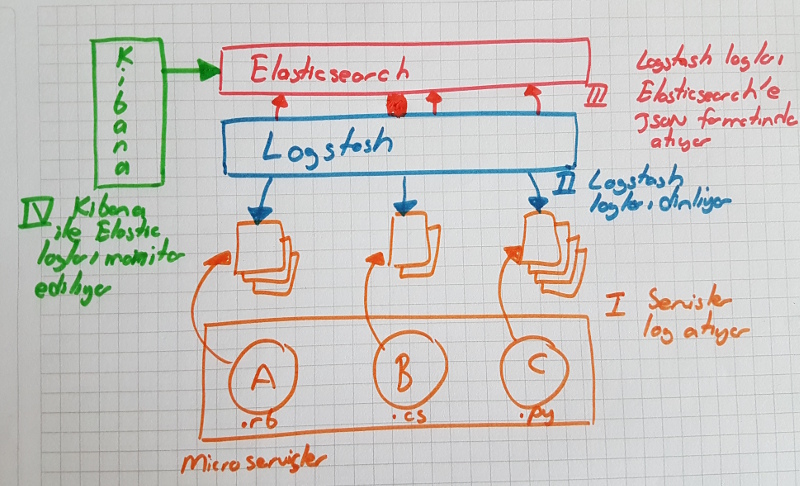 Kibana
Elasticsearch
III
Logstash logları
Elasticsearch'e
JSON formatında
atıyor
Logstash
II Logstash
logları dinliyor
IV Kibana
ile Elastic
logları monitor
ediliyor
I Servisler
log atıyor
A
B
C
.rb
.cs
.py
Microservisler